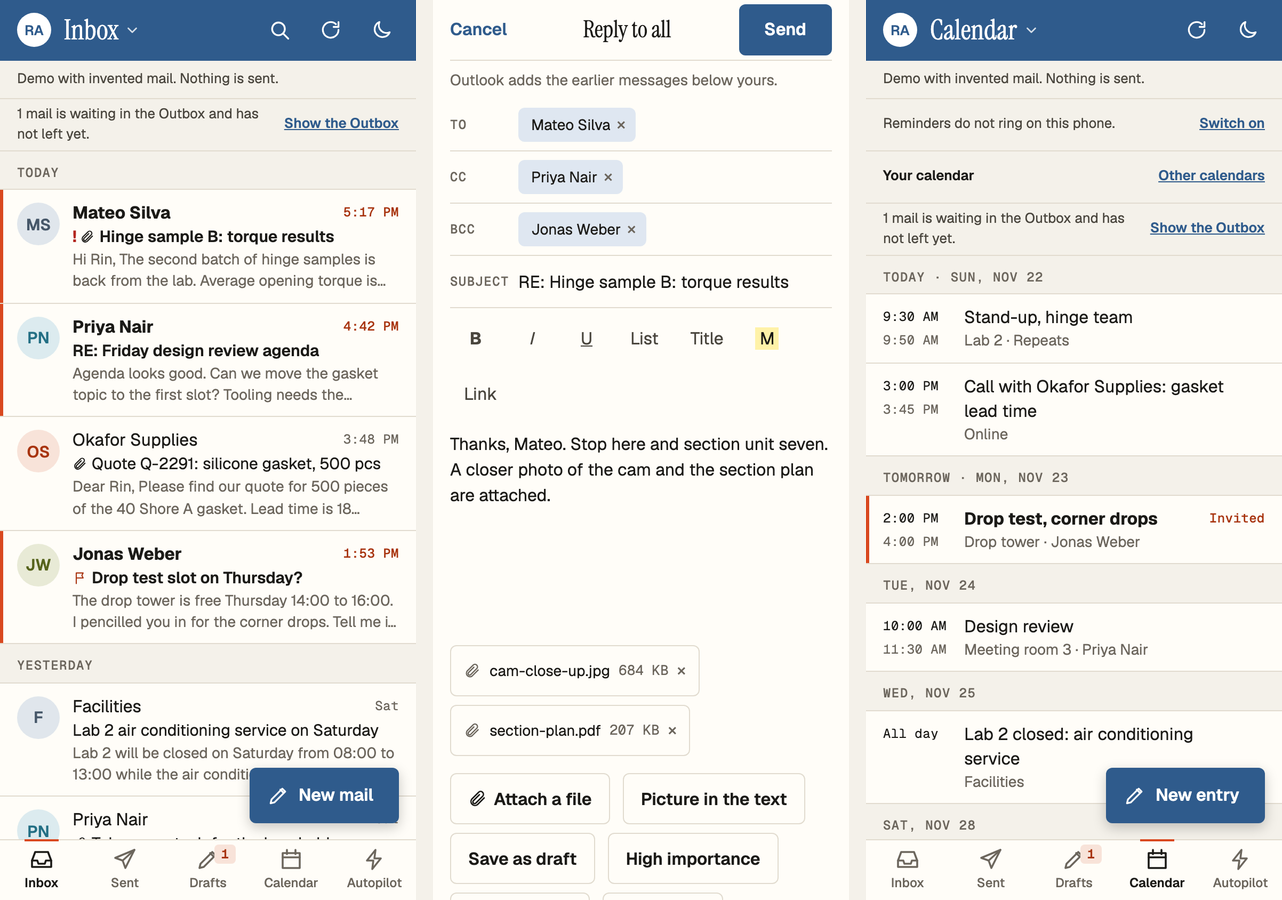 RA Inbox
Demo with invented mail. Nothing is sent.
1 mail is waiting in the Outbox and has
not left yet.
Show the Outbox
TODAY
MS
Mateo Silva 5:17 PM
! Hinge sample B: torque results
Hi Rin, The second batch of hinge samples is
back from the lab. Average opening torque is…
PN
Priya Nair 4:42 PM
RE: Friday design review agenda
Agenda looks good. Can we move the gasket
topic to the first slot? Tooling needs the…
OS
Okafor Supplies 3:48 PM
Quote Q-2291: silicone gasket, 500 pcs
Dear Rin, Please find our quote for 500 pieces
of the 40 Shore A gasket. Lead time is 18…
JW
Jonas Weber 1:53 PM
Drop test slot on Thursday?
The drop tower is free Thursday 14:00 to 16:00.
I pencilled you in for the corner drops. Tell me i…
YESTERDAY
F
Facilities Sat
Lab 2 air conditioning service on Saturday
Lab 2 will be closed on Saturday from 08:00 to
13:00 while the air conditi
New mail
PN
Priya Nair
Inbox Sent Drafts 1 Calendar Autopilot
Cancel Reply to all Send
Outlook adds the earlier messages below yours.
TO Mateo Silva ×
CC Priya Nair ×
BCC Jonas Weber ×
SUBJECT RE: Hinge sample B: torque results
B I U List Title M
Link
Thanks, Mateo. Stop here and section unit seven.
A closer photo of the cam and the section plan
are attached.
cam-close-up.jpg 684 KB ×
section-plan.pdf 207 KB ×
Attach a file Picture in the text
Save as draft High importance
RA Calendar
Demo with invented mail. Nothing is sent.
Reminders do not ring on this phone. Switch on
Your calendar Other calendars
1 mail is waiting in the Outbox and has
not left yet.
Show the Outbox
TODAY · SUN, NOV 22
9:30 AM Stand-up, hinge team
9:50 AM Lab 2 · Repeats
3:00 PM Call with Okafor Supplies: gasket
3:45 PM lead time
Online
TOMORROW · MON, NOV 23
2:00 PM Drop test, corner drops Invited
4:00 PM Drop tower · Jonas Weber
TUE, NOV 24
10:00 AM Design review
11:30 AM Meeting room 3 · Priya Nair
WED, NOV 25
All day Lab 2 closed: air conditioning
service
Facilities
New entry
SAT, NOV 28
Inbox Sent Drafts 1 Calendar Autopilot